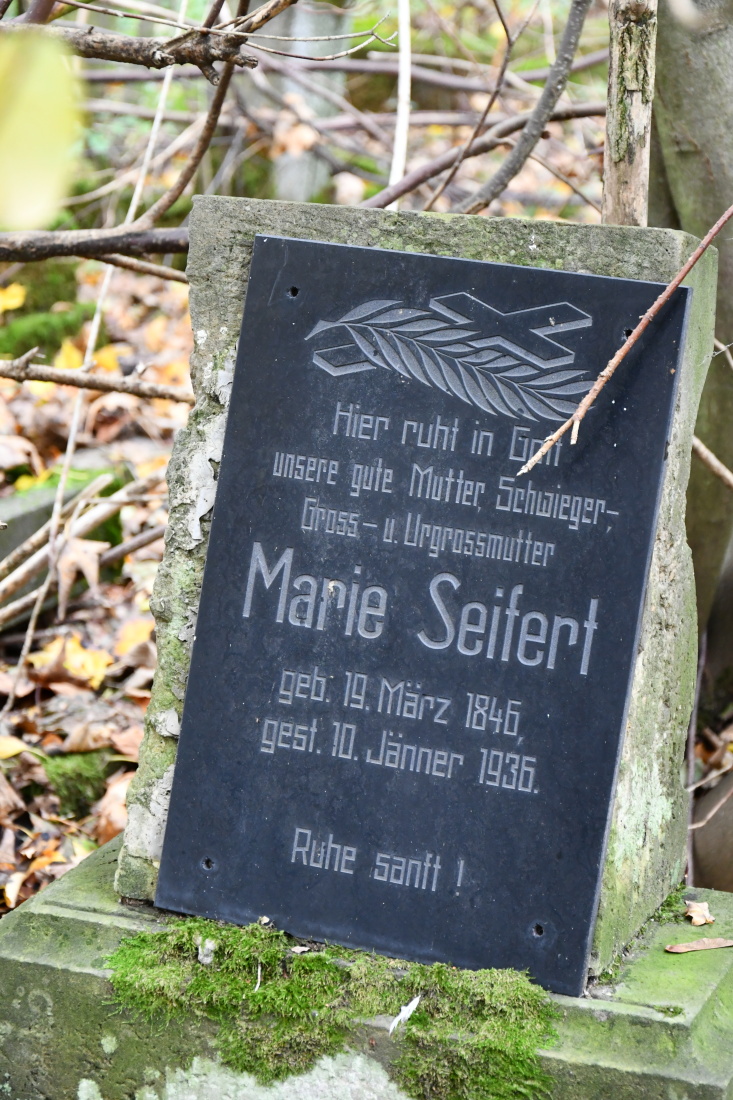 Hier ruht in Gott
unsere gute Mutter, Schwieger-,
Gross- u. Urgrossmutter
Marie Seifert
geb. 19. März 1846,
gest. 10. Jänner 1936.
Ruhe sanft !